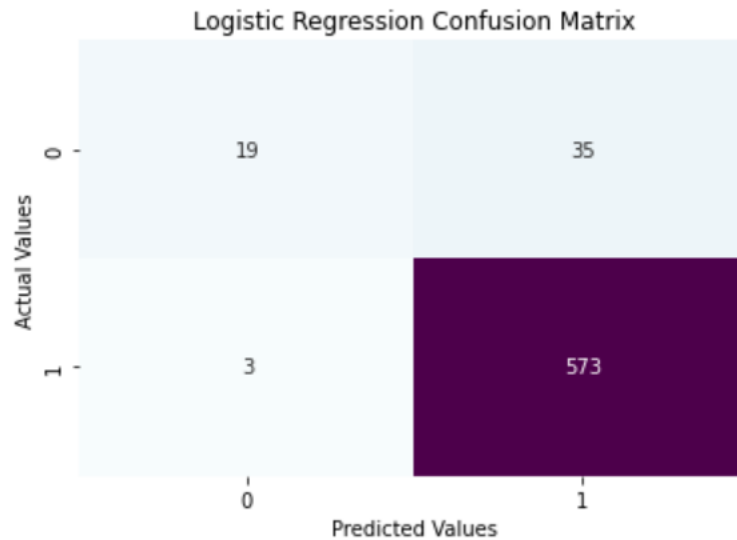 Logistic Regression Confusion Matrix
Actual Values
0
19
35
1
3
573
0
1
Predicted Values